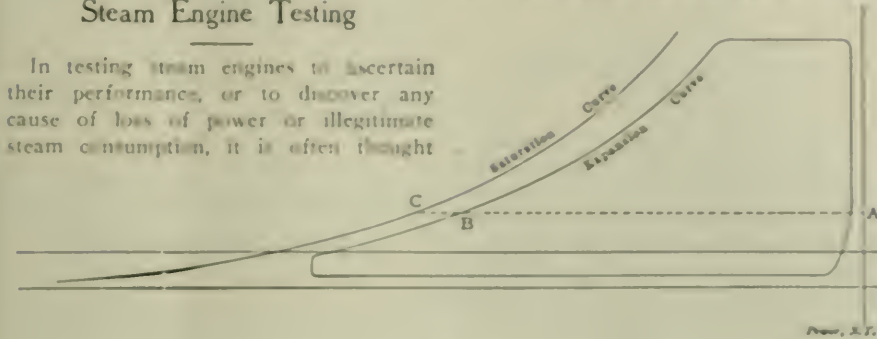 Steam Engine Testing
In testing steam engines to ascertain
their performance, or to discover any
cause of loss of power or illegitimate
steam consumption, it is often thought
Saturation Curve
Expansion Curve
C
B
A
Power, N.Y.